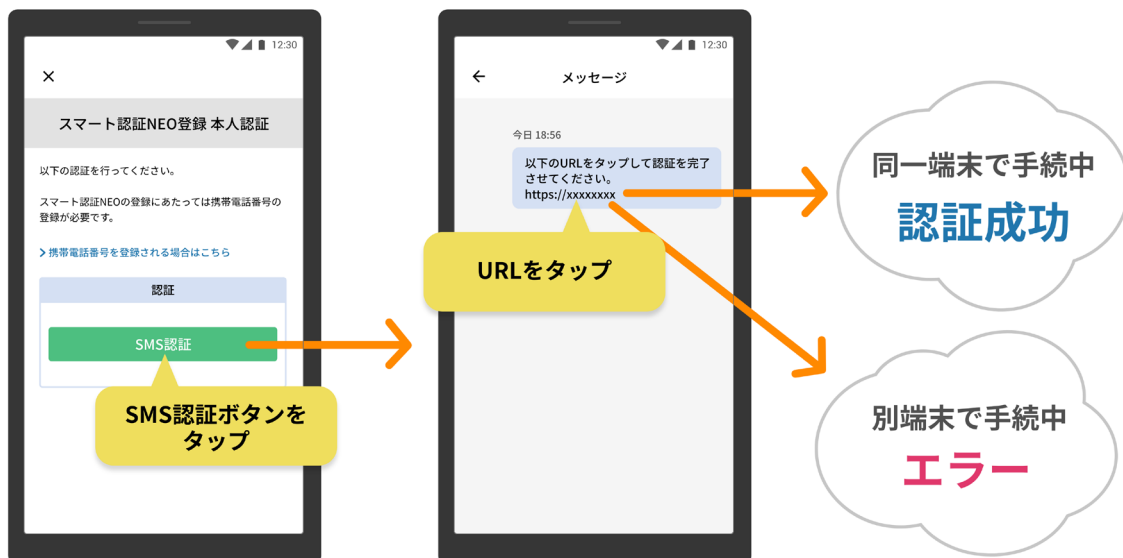 12:30
×
スマート認証NEO登録 本人認証
以下の認証を行ってください。
スマート認証NEOの登録にあたっては携帯電話番号の
登録が必要です。
携帯電話番号を登録される場合はこちら
認証
SMS認証
SMS認証ボタンを
タップ
12:30
メッセージ
今日 18:56
以下のURLをタップして認証を完了
させてください。
https://xxxxxxxx
URLをタップ
同一端末で手続中
認証成功
別端末で手続中
エラー